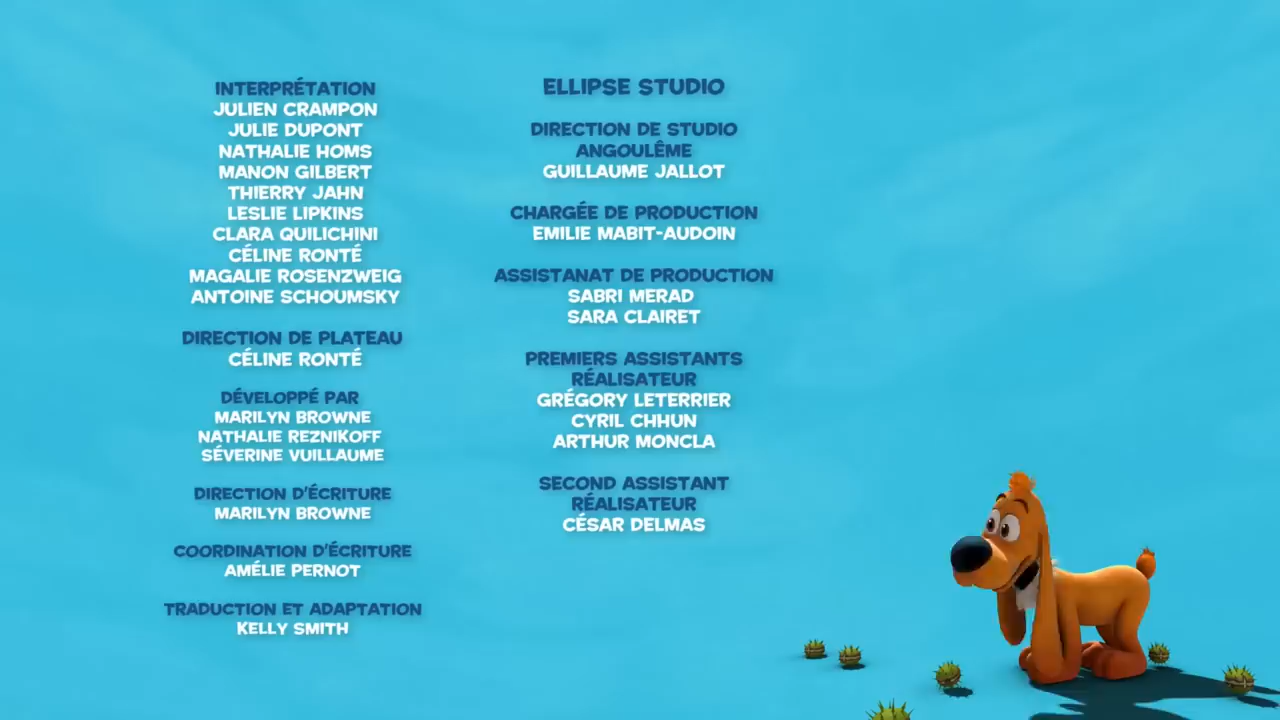 INTERPRÉTATION
JULIEN CRAMPON
JULIE DUPONT
NATHALIE HOMS
MANON GILBERT
THIERRY JAHN
LESLIE LIPKINS
CLARA QUILICHINI
CÉLINE RONTÉ
MAGALIE ROSENZWEIG
ANTOINE SCHOUMSKY
DIRECTION DE PLATEAU
CÉLINE RONTÉ
DÉVELOPPÉ PAR
MARILYN BROWNE
NATHALIE REZNIKOFF
SÉVERINE VUILLAUME
DIRECTION D'ÉCRITURE
MARILYN BROWNE
COORDINATION D'ÉCRITURE
AMÉLIE PERNOT
TRADUCTION ET ADAPTATION
KELLY SMITH
ELLIPSE STUDIO
DIRECTION DE STUDIO
ANGOULÊME
GUILLAUME JALLOT
CHARGÉE DE PRODUCTION
EMILIE MABIT-AUDOIN
ASSISTANAT DE PRODUCTION
SABRI MERAD
SARA CLAIRET
PREMIERS ASSISTANTS
RÉALISATEUR
GRÉGORY LETERRIER
CYRIL CHHUN
ARTHUR MONCLA
SECOND ASSISTANT
RÉALISATEUR
CÉSAR DELMAS